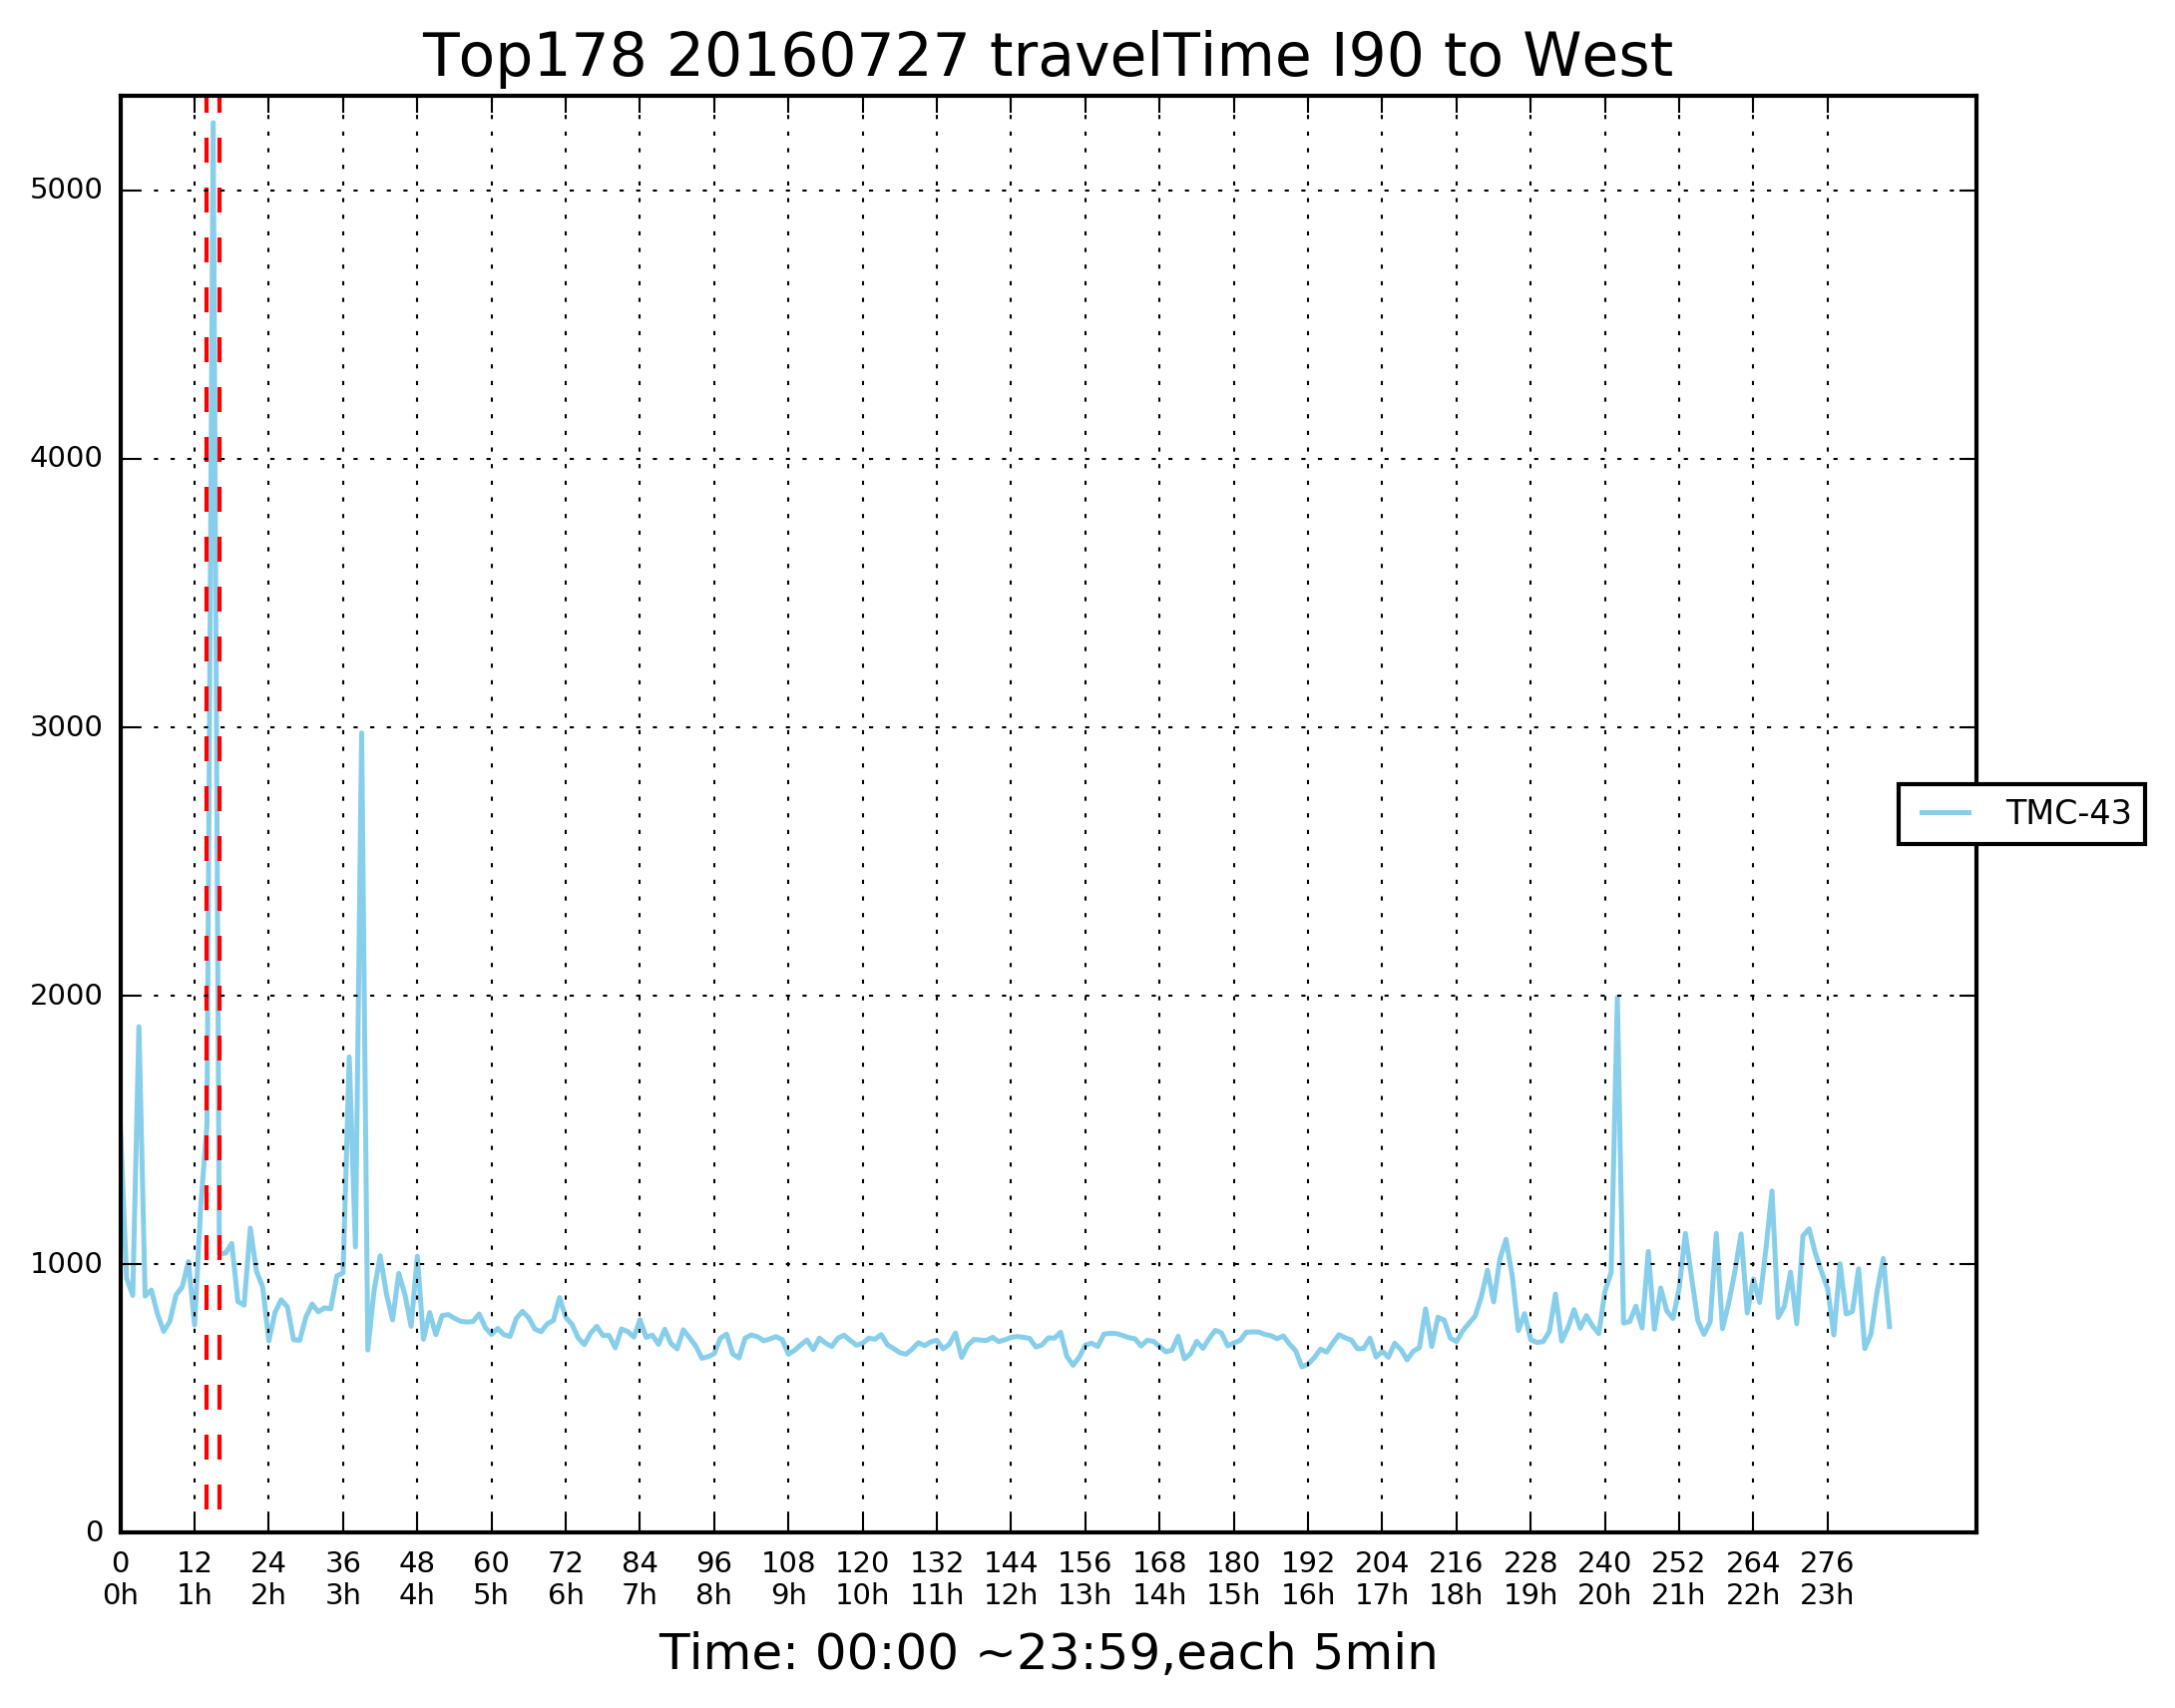 Top178 20160727 travelTime I90 to West
5000
4000
3000
2000
1000
0
TMC-43
0 12 24 36 48 60 72 84 96 108 120 132 144 156 168 180 192 204 216 228 240 252 264 276
0h 1h 2h 3h 4h 5h 6h 7h 8h 9h 10h 11h 12h 13h 14h 15h 16h 17h 18h 19h 20h 21h 22h 23h
Time: 00:00 ~23:59,each 5min